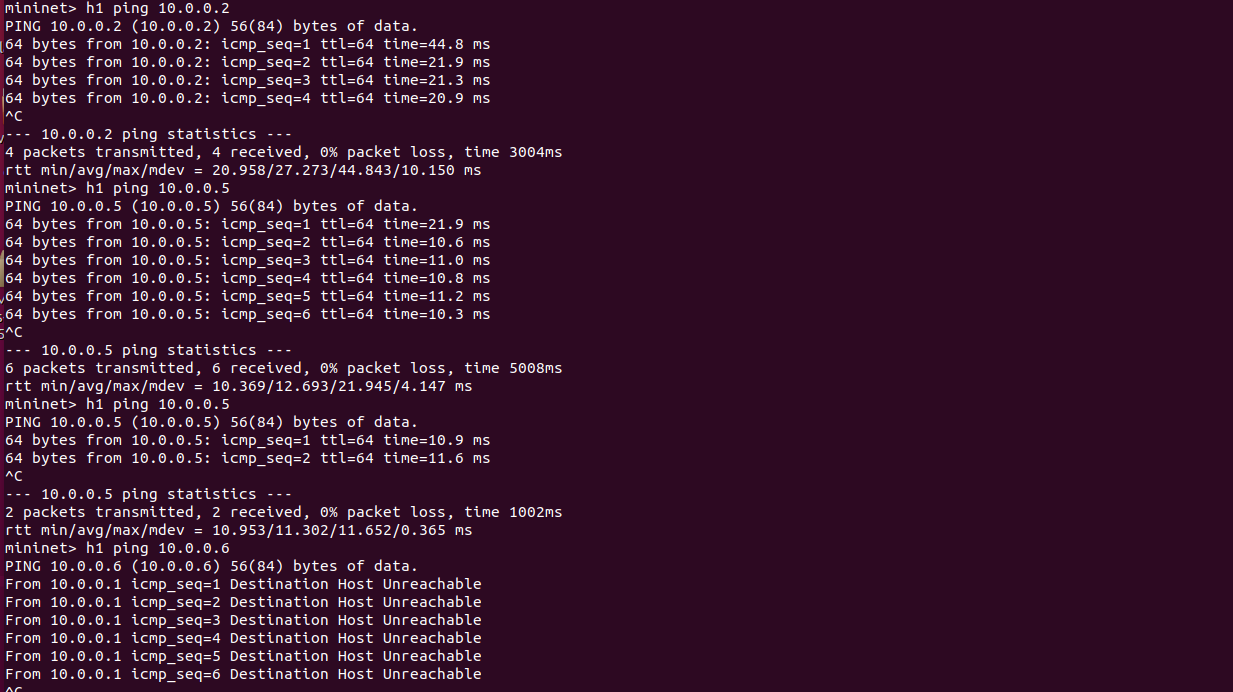 mininet> h1 ping 10.0.0.2
PING 10.0.0.2 (10.0.0.2) 56(84) bytes of data.
64 bytes from 10.0.0.2: icmp_seq=1 ttl=64 time=44.8 ms
64 bytes from 10.0.0.2: icmp_seq=2 ttl=64 time=21.9 ms
64 bytes from 10.0.0.2: icmp_seq=3 ttl=64 time=21.3 ms
64 bytes from 10.0.0.2: icmp_seq=4 ttl=64 time=20.9 ms
^C
--- 10.0.0.2 ping statistics ---
4 packets transmitted, 4 received, 0% packet loss, time 3004ms
rtt min/avg/max/mdev = 20.958/27.273/44.843/10.150 ms
mininet> h1 ping 10.0.0.5
PING 10.0.0.5 (10.0.0.5) 56(84) bytes of data.
64 bytes from 10.0.0.5: icmp_seq=1 ttl=64 time=21.9 ms
64 bytes from 10.0.0.5: icmp_seq=2 ttl=64 time=10.6 ms
64 bytes from 10.0.0.5: icmp_seq=3 ttl=64 time=11.0 ms
64 bytes from 10.0.0.5: icmp_seq=4 ttl=64 time=10.8 ms
64 bytes from 10.0.0.5: icmp_seq=5 ttl=64 time=11.2 ms
64 bytes from 10.0.0.5: icmp_seq=6 ttl=64 time=10.3 ms
^C
--- 10.0.0.5 ping statistics ---
6 packets transmitted, 6 received, 0% packet loss, time 5008ms
rtt min/avg/max/mdev = 10.369/12.693/21.945/4.147 ms
mininet> h1 ping 10.0.0.5
PING 10.0.0.5 (10.0.0.5) 56(84) bytes of data.
64 bytes from 10.0.0.5: icmp_seq=1 ttl=64 time=10.9 ms
64 bytes from 10.0.0.5: icmp_seq=2 ttl=64 time=11.6 ms
^C
--- 10.0.0.5 ping statistics ---
2 packets transmitted, 2 received, 0% packet loss, time 1002ms
rtt min/avg/max/mdev = 10.953/11.302/11.652/0.365 ms
mininet> h1 ping 10.0.0.6
PING 10.0.0.6 (10.0.0.6) 56(84) bytes of data.
From 10.0.0.1 icmp_seq=1 Destination Host Unreachable
From 10.0.0.1 icmp_seq=2 Destination Host Unreachable
From 10.0.0.1 icmp_seq=3 Destination Host Unreachable
From 10.0.0.1 icmp_seq=4 Destination Host Unreachable
From 10.0.0.1 icmp_seq=5 Destination Host Unreachable
From 10.0.0.1 icmp_seq=6 Destination Host Unreachable
^C